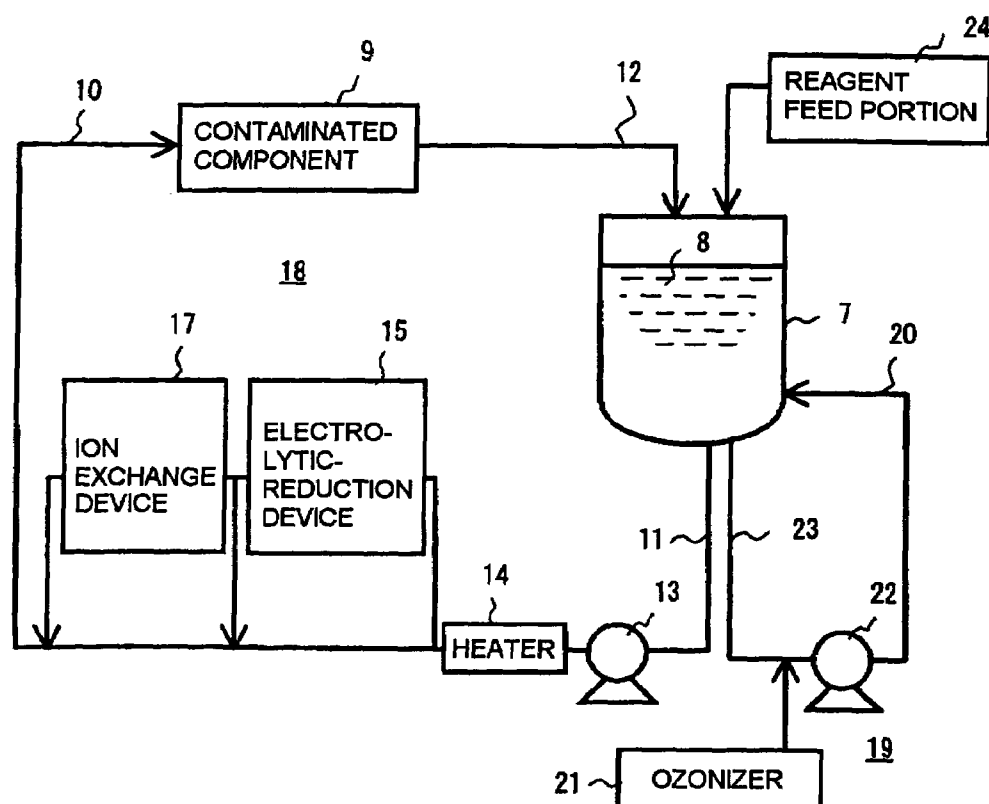 24
9
12
10
REAGENT
FEED PORTION
CONTAMINATED
COMPONENT
8
18
7
17
15
20
ION
EXCHANGE
DEVICE
ELECTRO-
LYTIC-
REDUCTION
DEVICE
11
23
14
13
22
HEATER
19
21
OZONIZER